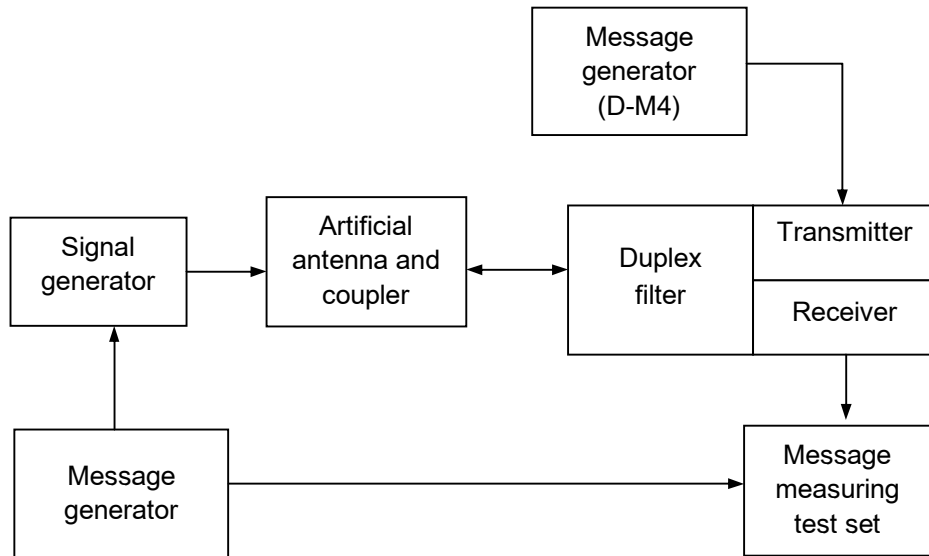 Message
generator
(D-M4)
Signal
generator
Artificial
antenna and
coupler
Duplex
filter
Transmitter
Receiver
Message
generator
Message
measuring
test set